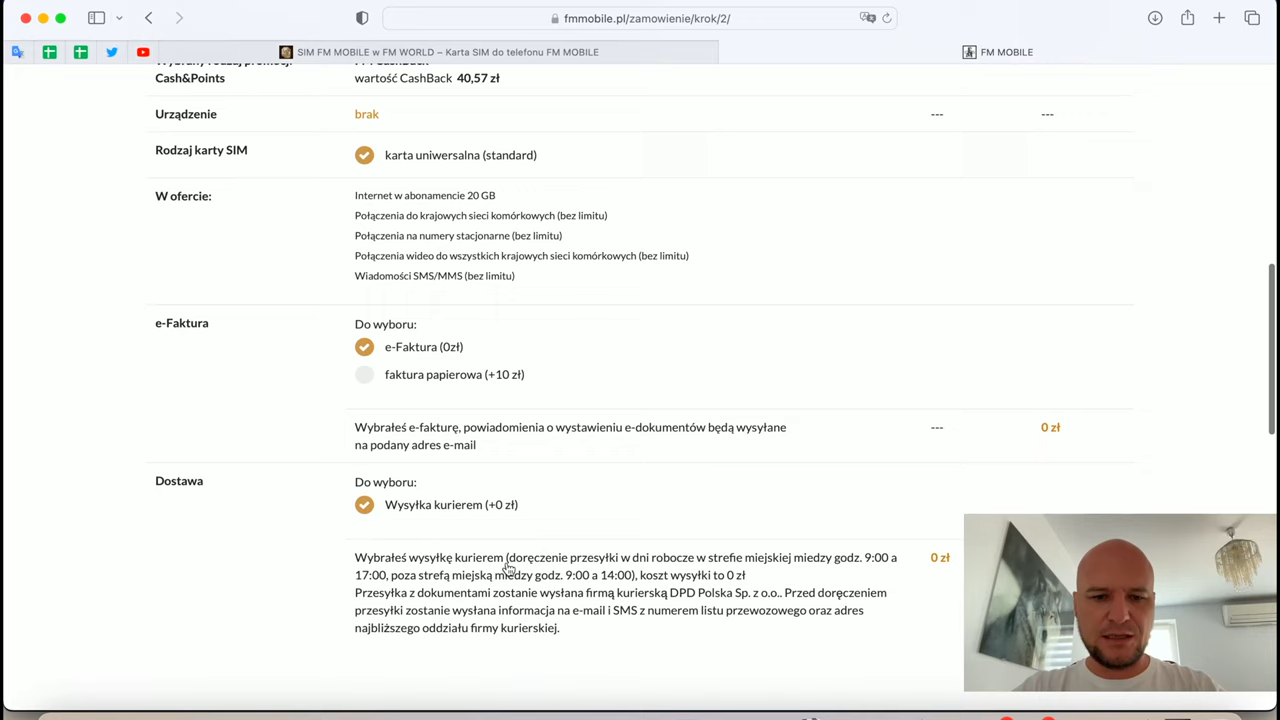 fmmobile.pl/zamowienie/krok/2/
SIM FM MOBILE w FM WORLD – Karta SIM do telefonu FM MOBILE
FM MOBILE
Cash&Points
wartość CashBack 40,57 zł
Urządzenie
brak
---
---
Rodzaj karty SIM
karta uniwersalna (standard)
W ofercie:
Internet w abonamencie 20 GB
Połączenia do krajowych sieci komórkowych (bez limitu)
Połączenia na numery stacjonarne (bez limitu)
Połączenia wideo do wszystkich krajowych sieci komórkowych (bez limitu)
Wiadomości SMS/MMS (bez limitu)
e-Faktura
Do wyboru:
e-Faktura (0zł)
faktura papierowa (+10 zł)
Wybrałeś e-fakturę, powiadomienia o wystawieniu e-dokumentów będą wysyłane
na podany adres e-mail
---
0 zł
Dostawa
Do wyboru:
Wysyłka kurierem (+0 zł)
Wybrałeś wysyłkę kurierem (doręczenie przesyłki w dni robocze w strefie miejskiej miedzy godz. 9:00 a
17:00, poza strefą miejską miedzy godz. 9:00 a 14:00), koszt wysyłki to 0 zł
Przesyłka z dokumentami zostanie wysłana firmą kurierską DPD Polska Sp. z o.o.. Przed doręczeniem
przesyłki zostanie wysłana informacja na e-mail i SMS z numerem listu przewozowego oraz adres
najbliższego oddziału firmy kurierskiej.
0 zł